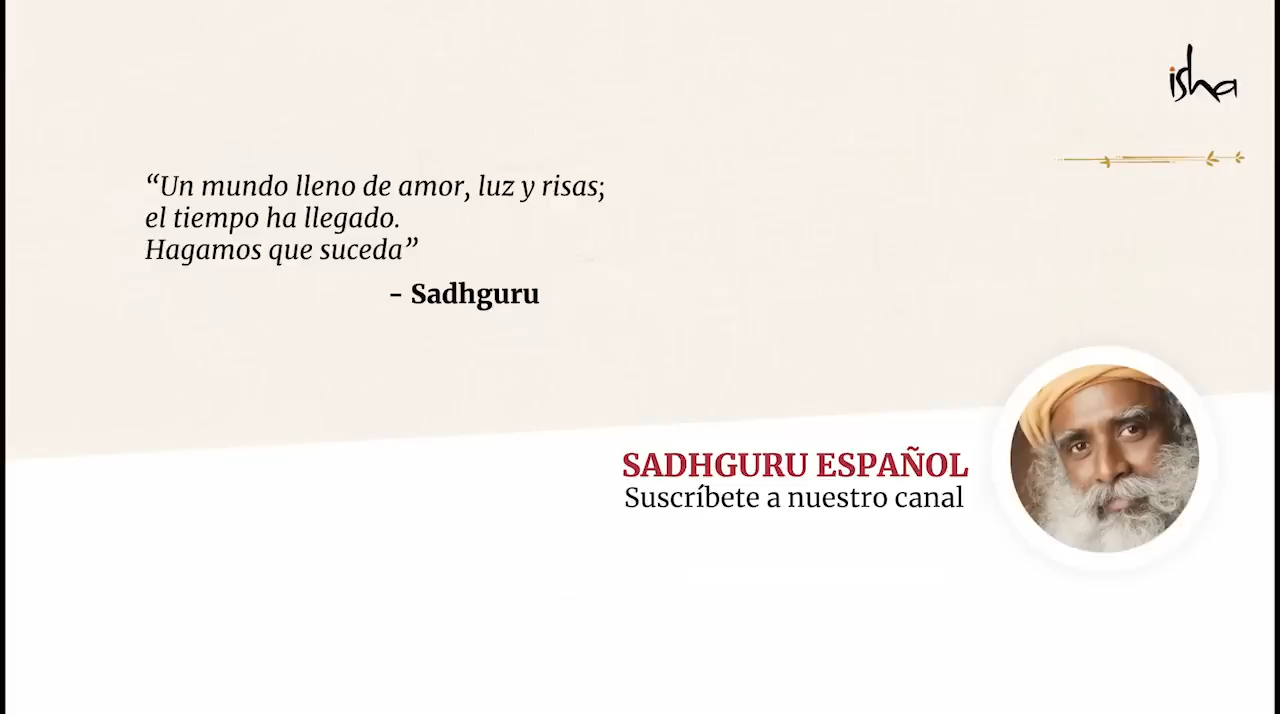 isha
“Un mundo lleno de amor, luz y risas;
el tiempo ha llegado.
Hagamos que suceda”
– Sadhguru
SADHGURU ESPAÑOL
Suscríbete a nuestro canal